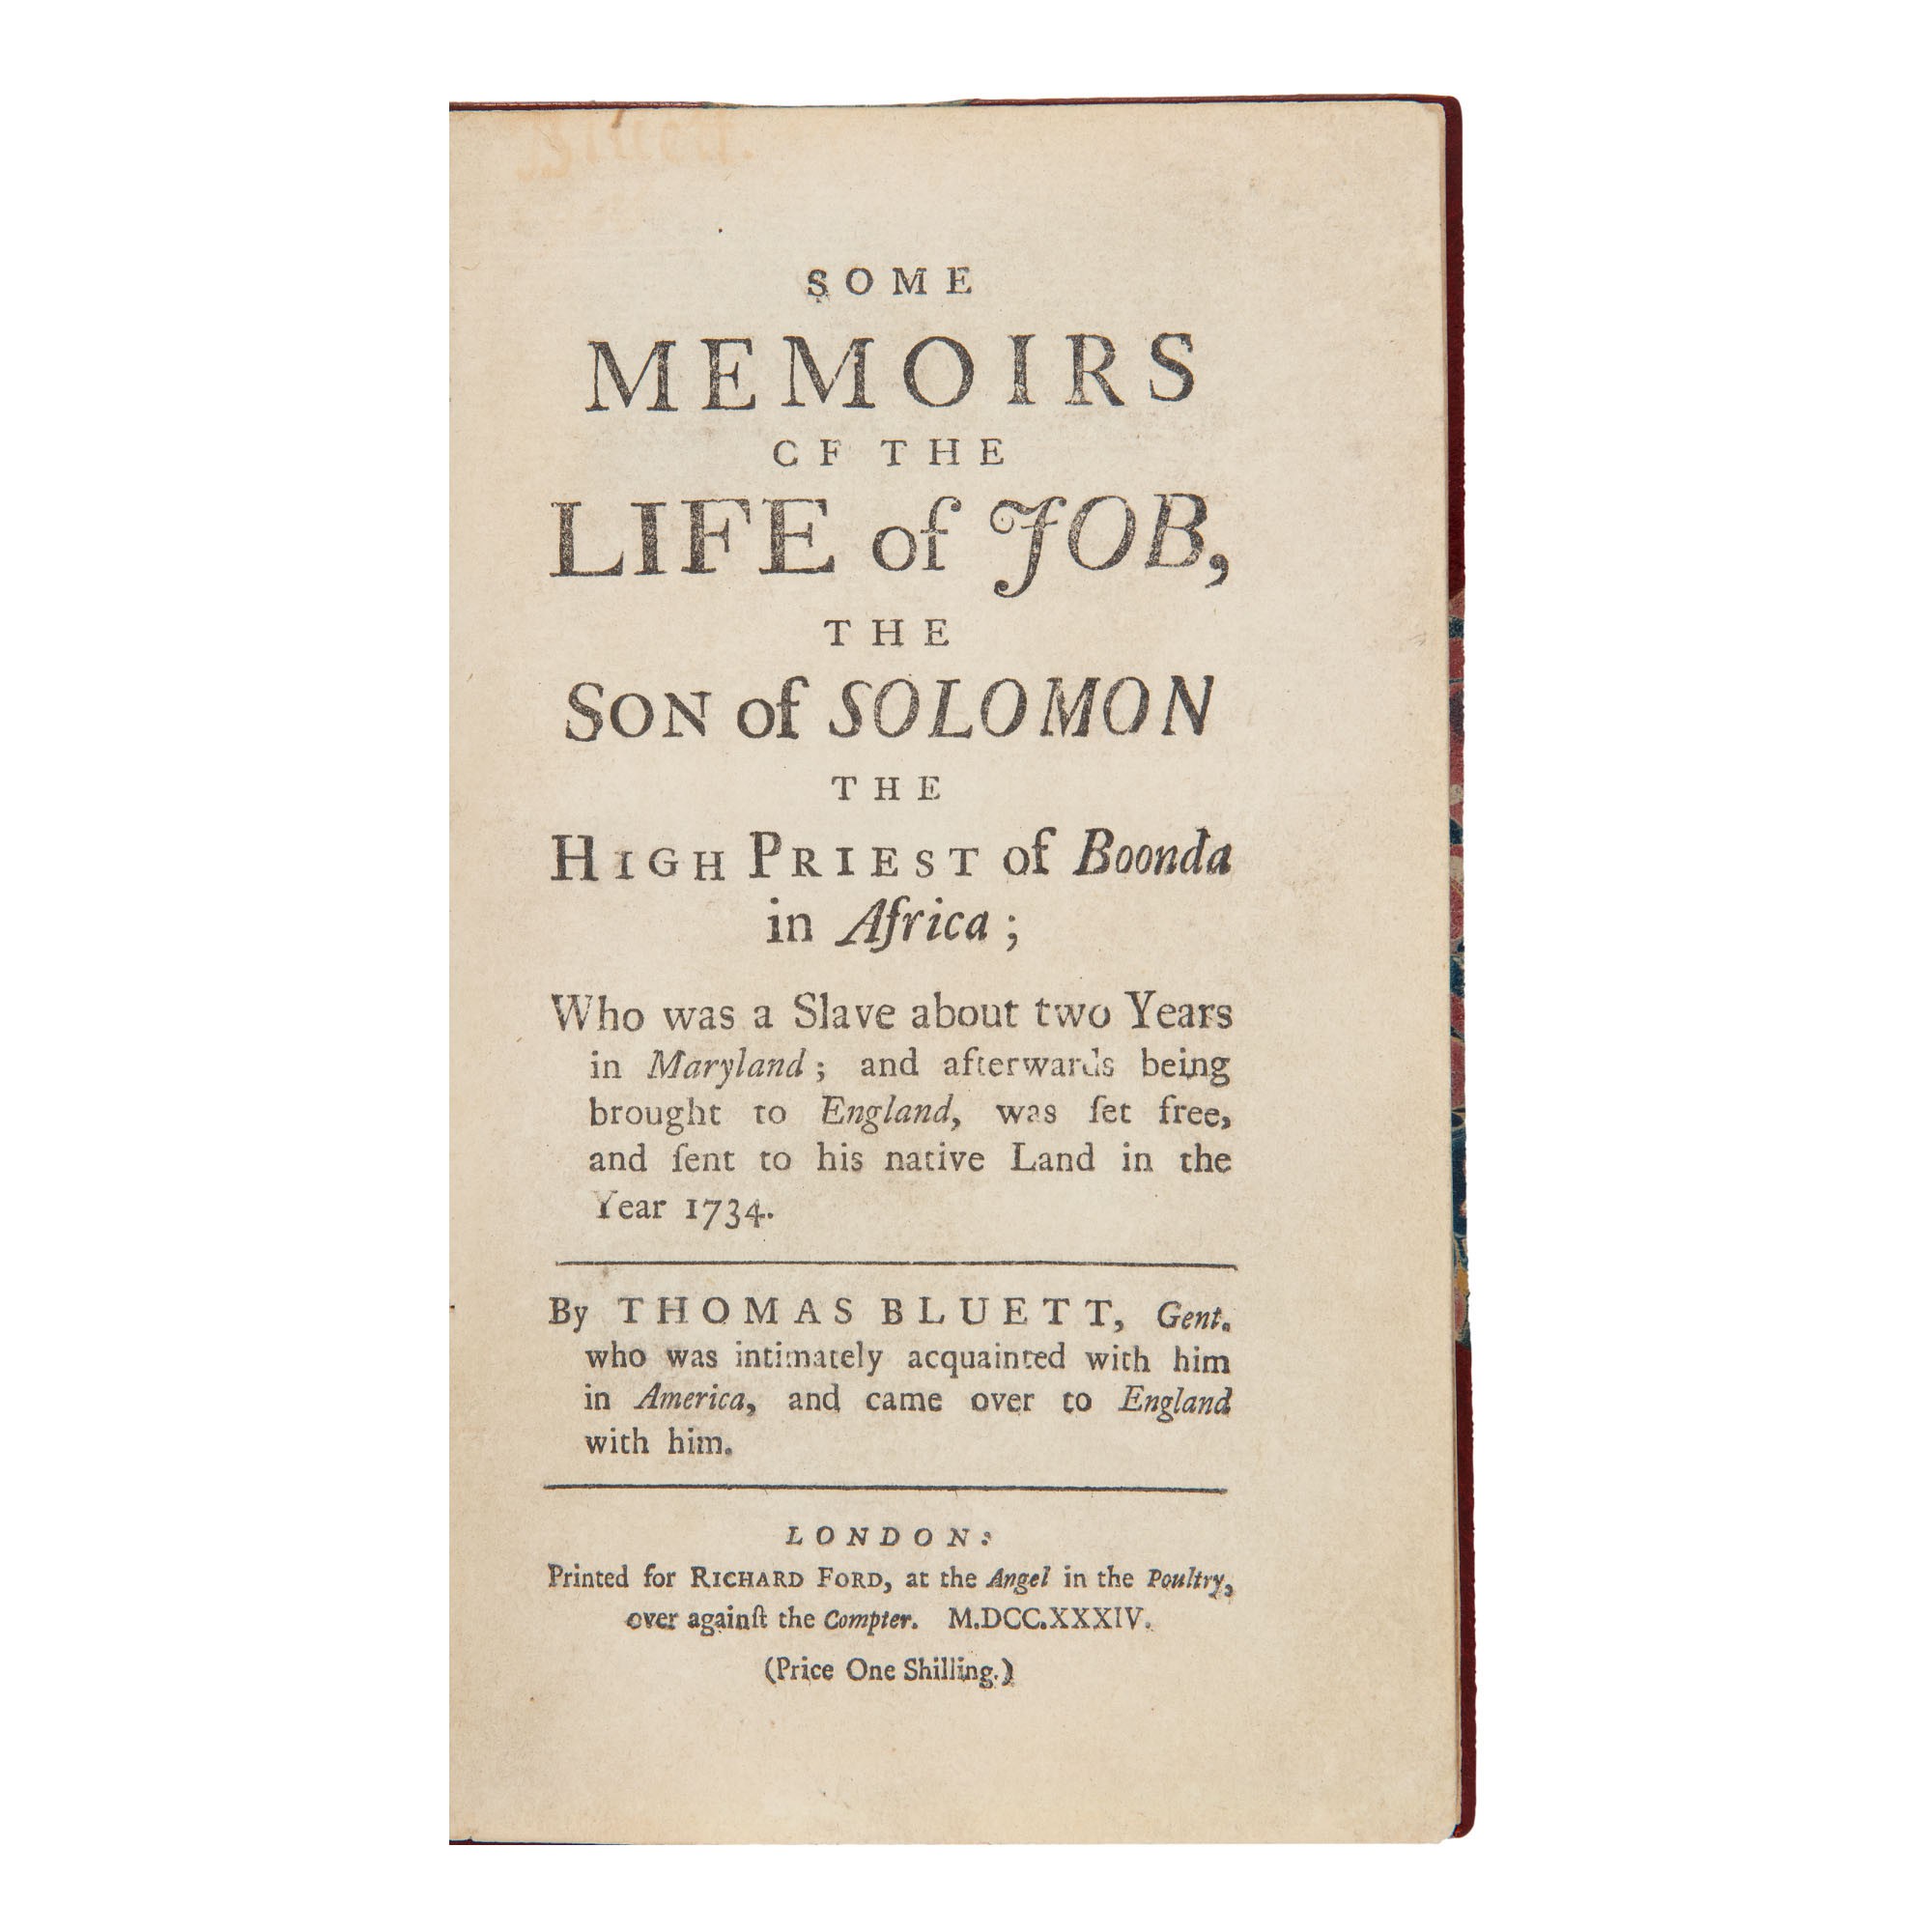 Bluett.
SOME
MEMOIRS
OF THE
LIFE of JOB,
THE
SON of SOLOMON
THE
HIGH PRIEST of Boonda
in Africa;
Who was a Slave about two Years
in Maryland; and afterwards being
brought to England, was ſet free,
and ſent to his native Land in the
Year 1734.
By THOMAS BLUETT, Gent.
who was intimately acquainted with him
in America, and came over to England
with him.
LONDON:
Printed for RICHARD FORD, at the Angel in the Poultry,
over againſt the Compter. M.DCC.XXXIV.
(Price One Shilling.)